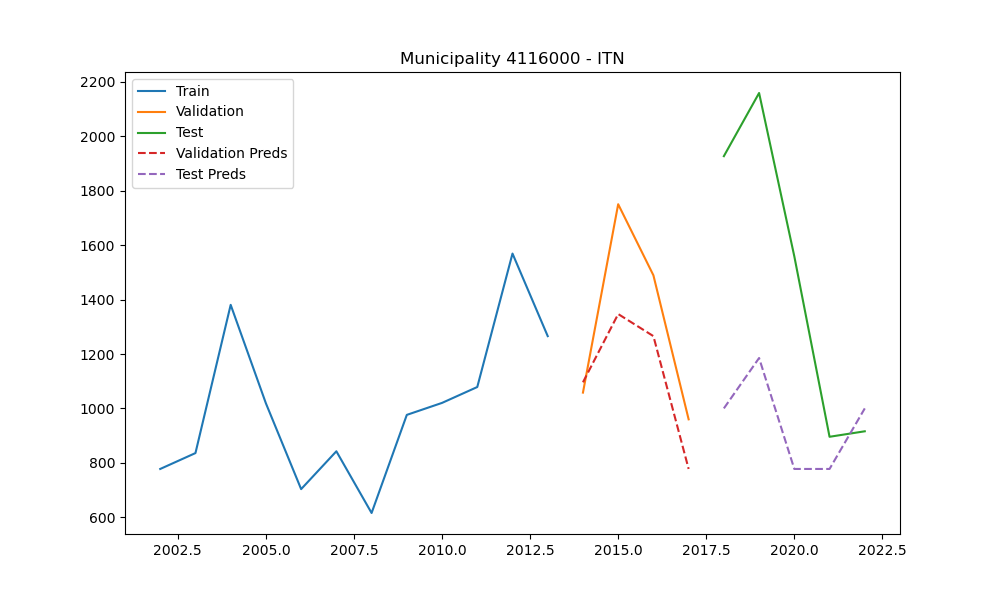 Municipality 4116000 - ITN
Train
Validation
Test
Validation Preds
Test Preds
2200
2000
1800
1600
1400
1200
1000
800
600
2002.5 2005.0 2007.5 2010.0 2012.5 2015.0 2017.5 2020.0 2022.5